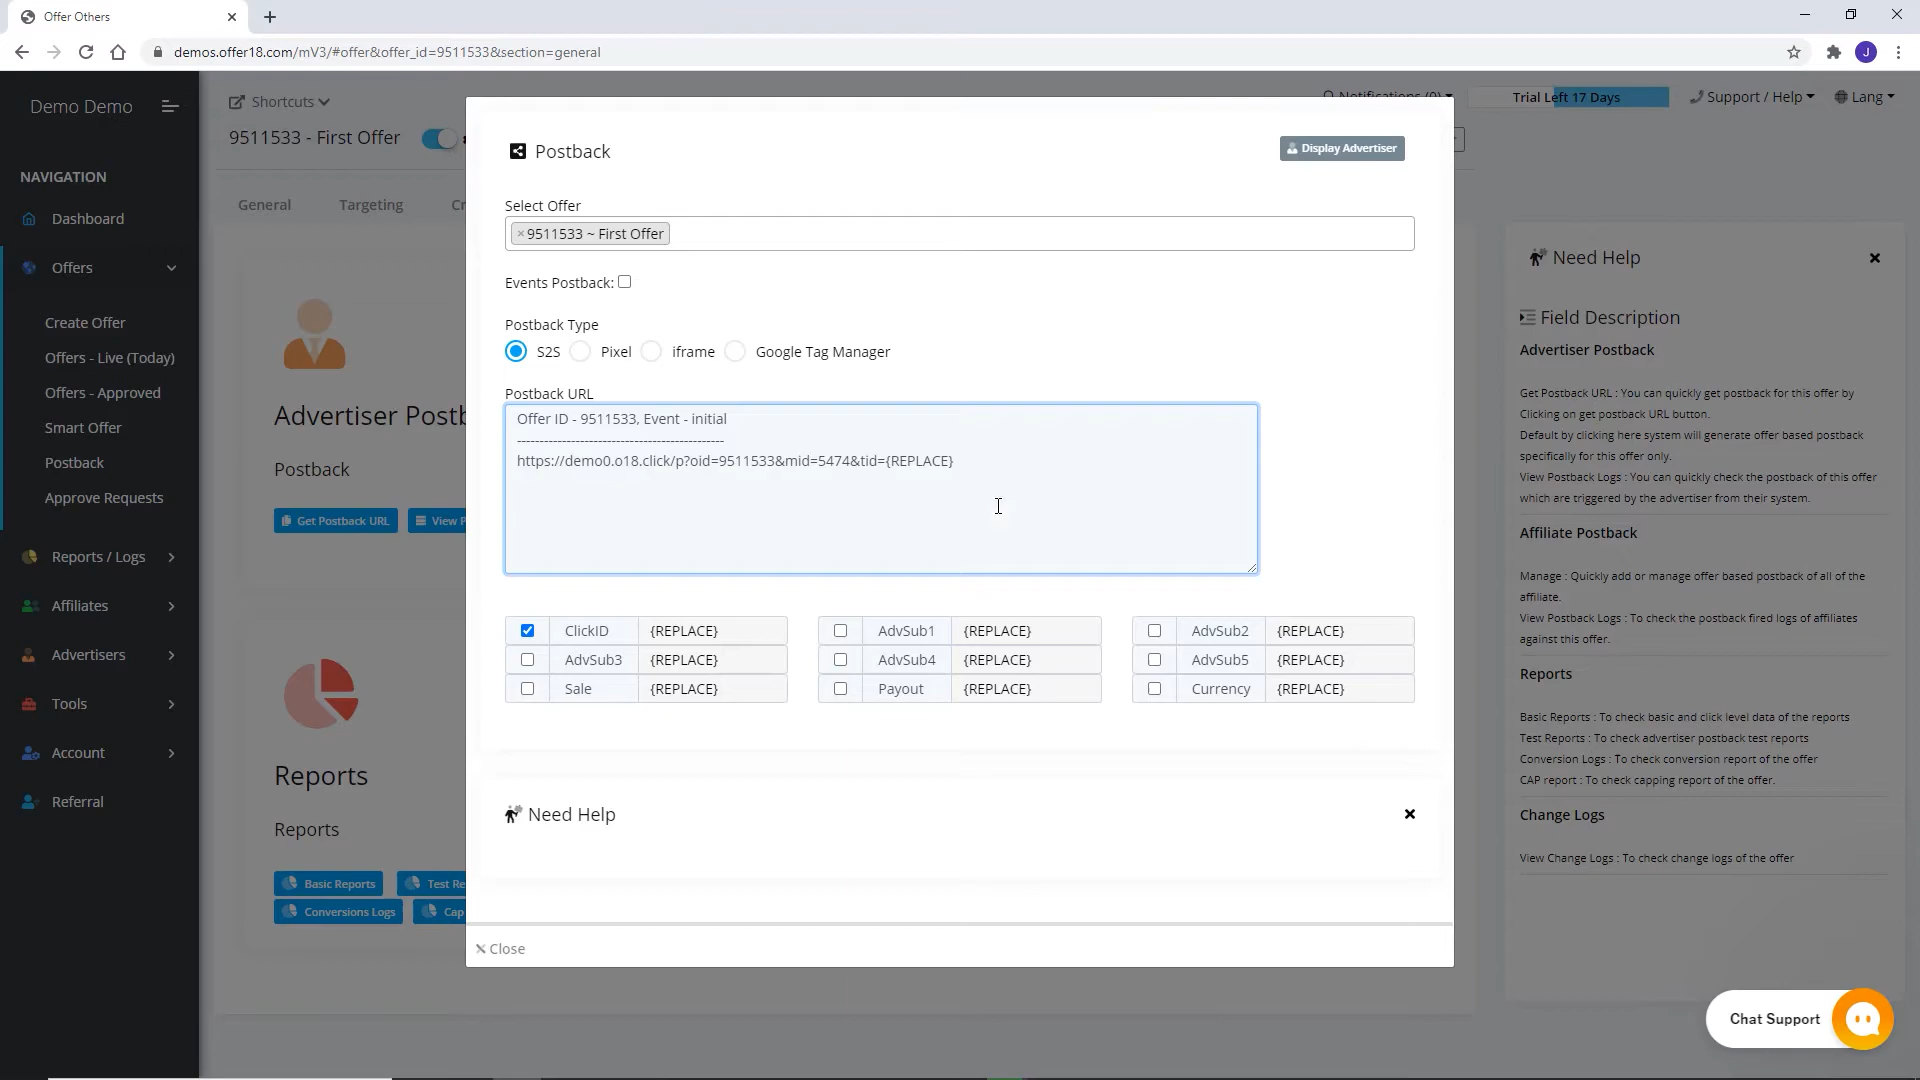 Offer Others
demos.offer18.com/mV3/#offer&offer_id=9511533&section=general
J
Demo Demo
Shortcuts
Notifications (0)
Trial Left 17 Days
Support / Help
Lang
9511533 - First Offer
NAVIGATION
Dashboard
Offers
Create Offer
Offers - Live (Today)
Offers - Approved
Smart Offer
Postback
Approve Requests
Reports / Logs
Affiliates
Advertisers
Tools
Account
Referral
General
Targeting
Cr
Advertiser Postb
Postback
Get Postback URL
View P
Reports
Reports
Basic Reports
Test Re
Conversions Logs
Cap
Postback
Display Advertiser
Select Offer
×9511533 ~ First Offer
Events Postback:
Postback Type
S2S
Pixel
iframe
Google Tag Manager
Postback URL
Offer ID - 9511533, Event - initial
----------------------------------------------
https://demo0.o18.click/p?oid=9511533&mid=5474&tid={REPLACE}
ClickID {REPLACE}
AdvSub1 {REPLACE}
AdvSub2 {REPLACE}
AdvSub3 {REPLACE}
AdvSub4 {REPLACE}
AdvSub5 {REPLACE}
Sale {REPLACE}
Payout {REPLACE}
Currency {REPLACE}
Need Help
Close
Need Help
Field Description
Advertiser Postback
Get Postback URL : You can quickly get postback for this offer by
Clicking on get postback URL button.
Default by clicking here system will generate offer based postback
specifically for this offer only.
View Postback Logs : You can quickly check the postback of this offer
which are triggered by the advertiser from their system.
Affiliate Postback
Manage : Quickly add or manage offer based postback of all of the
affiliate.
View Postback Logs : To check the postback fired logs of affiliates
against this offer.
Reports
Basic Reports : To check basic and click level data of the reports
Test Reports : To check advertiser postback test reports
Conversion Logs : To check conversion report of the offer
CAP report : To check capping report of the offer.
Change Logs
View Change Logs : To check change logs of the offer
Chat Support